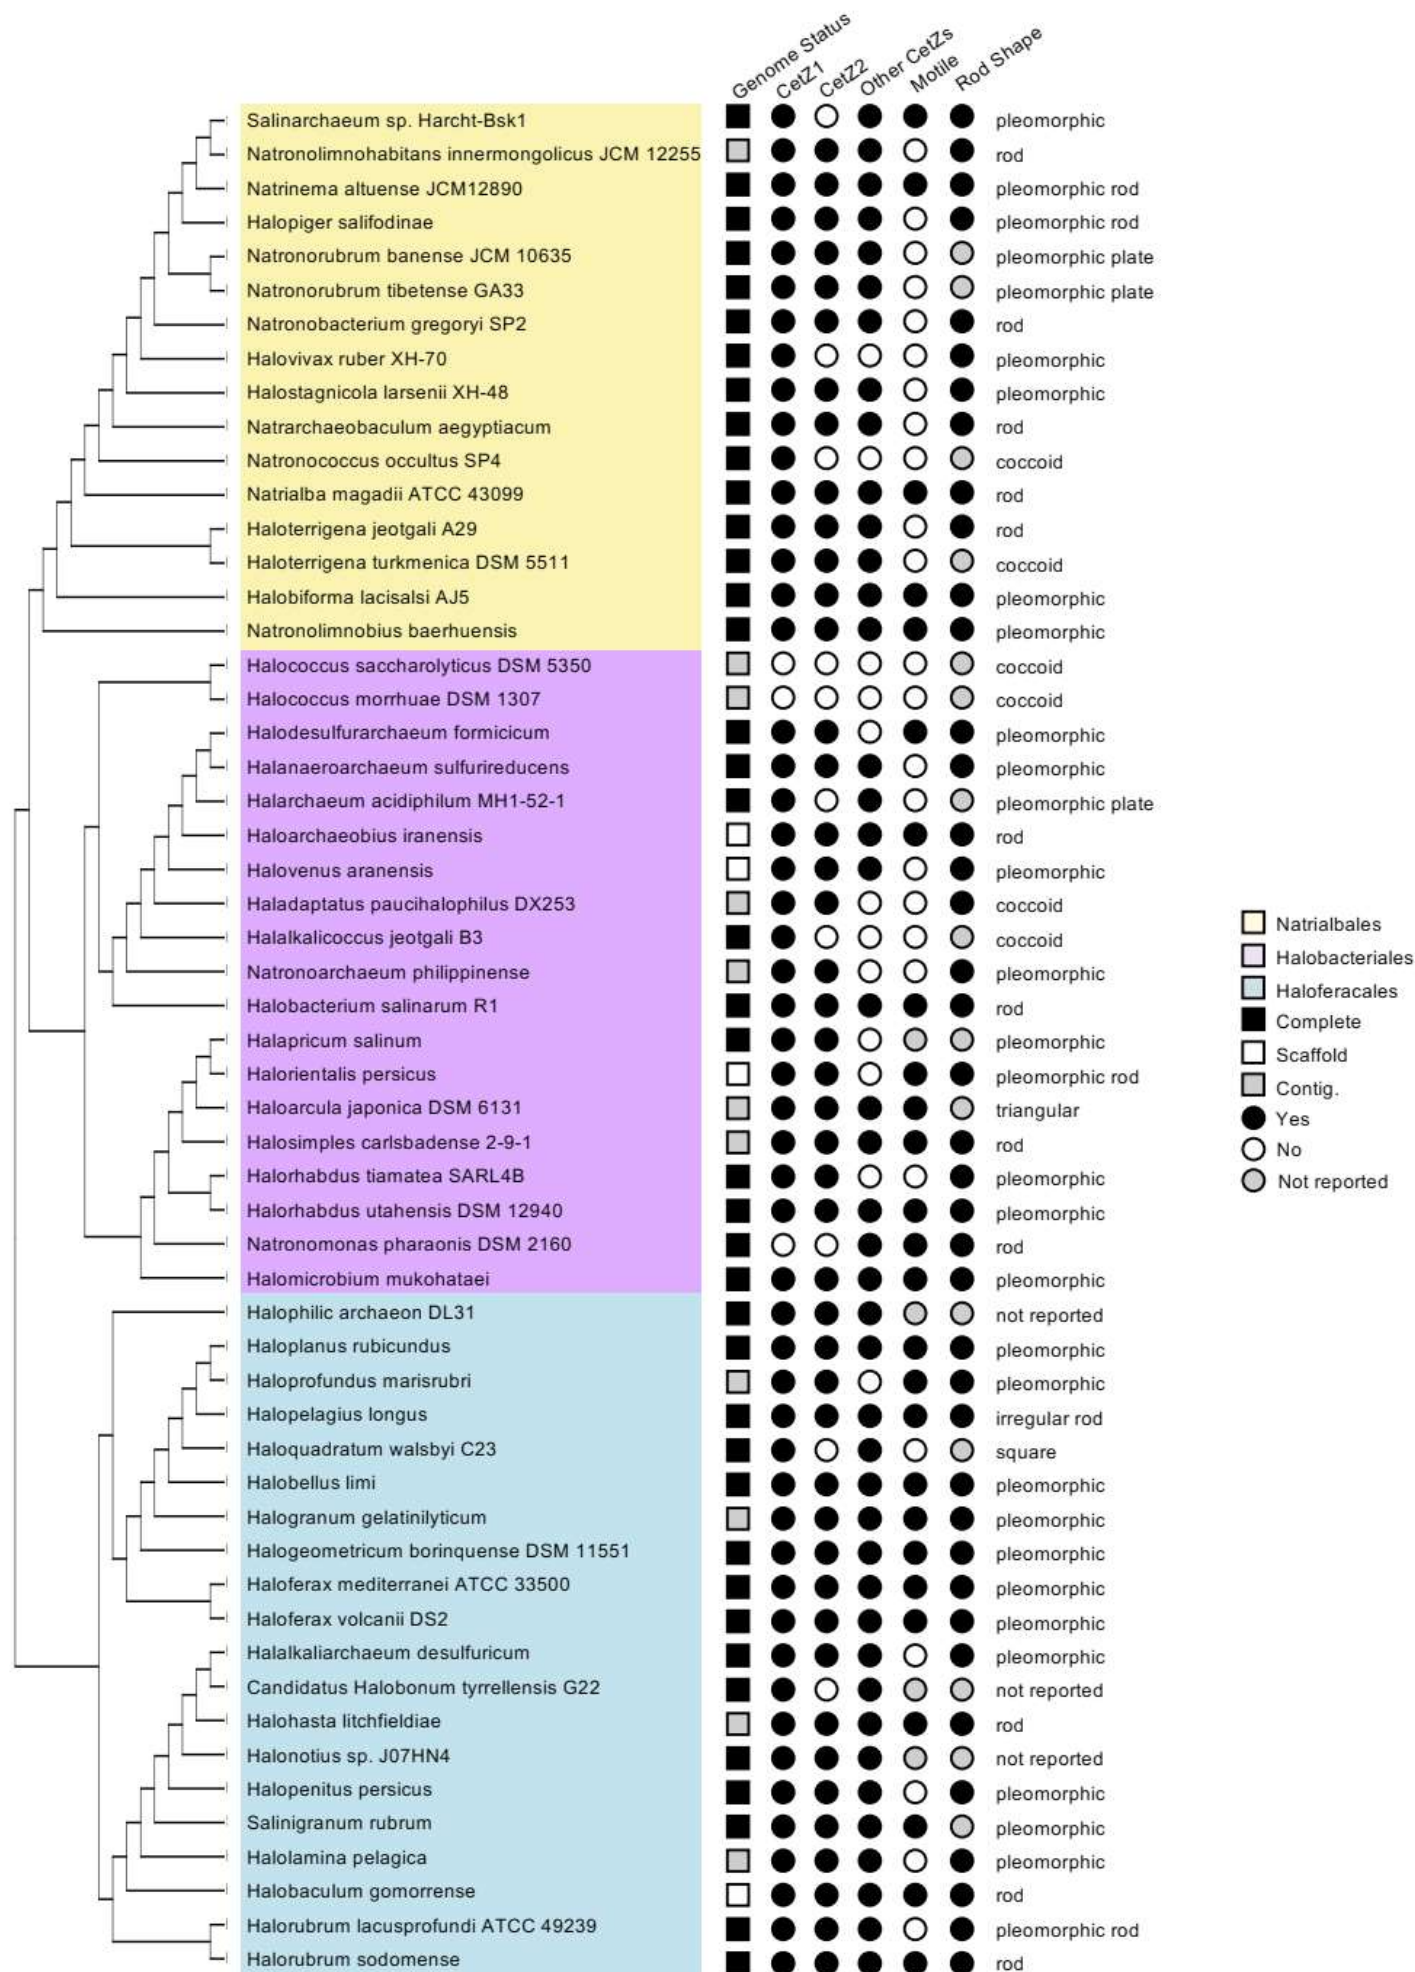 Genome Status
CetZ1
CetZ2
Other CetZs
Motile
Rod Shape
Salinarchaeum sp. Harcht-Bsk1 pleomorphic
Natronolimnohabitans innermongolicus JCM 12255 rod
Natrinema altuense JCM12890 pleomorphic rod
Halopiger salifodinae pleomorphic rod
Natronorubrum banense JCM 10635 pleomorphic plate
Natronorubrum tibetense GA33 pleomorphic plate
Natronobacterium gregoryi SP2 rod
Halovivax ruber XH-70 pleomorphic
Halostagnicola larsenii XH-48 pleomorphic
Natrarchaeobaculum aegyptiacum rod
Natronococcus occultus SP4 coccoid
Natrialba magadii ATCC 43099 rod
Haloterrigena jeotgali A29 rod
Haloterrigena turkmenica DSM 5511 coccoid
Halobiforma lacisalsi AJ5 pleomorphic
Natronolimnobius baerhuensis pleomorphic
Halococcus saccharolyticus DSM 5350 coccoid
Halococcus morrhuae DSM 1307 coccoid
Halodesulfurarchaeum formicicum pleomorphic
Halanaeroarchaeum sulfurireducens pleomorphic
Halarchaeum acidiphilum MH1-52-1 pleomorphic plate
Haloarchaeobius iranensis rod
Halovenus aranensis pleomorphic
Haladaptatus paucihalophilus DX253 coccoid
Halalkalicoccus jeotgali B3 coccoid
Natronoarchaeum philippinense pleomorphic
Halobacterium salinarum R1 rod
Halapricum salinum pleomorphic
Halorientalis persicus pleomorphic rod
Haloarcula japonica DSM 6131 triangular
Halosimples carlsbadense 2-9-1 rod
Halorhabdus tiamatea SARL4B pleomorphic
Halorhabdus utahensis DSM 12940 pleomorphic
Natronomonas pharaonis DSM 2160 rod
Halomicrobium mukohataei pleomorphic
Halophilic archaeon DL31 not reported
Haloplanus rubicundus pleomorphic
Haloprofundus marisrubri pleomorphic
Halopelagius longus irregular rod
Haloquadratum walsbyi C23 square
Halobellus limi pleomorphic
Halogranum gelatinilyticum pleomorphic
Halogeometricum borinquense DSM 11551 pleomorphic
Haloferax mediterranei ATCC 33500 pleomorphic
Haloferax volcanii DS2 pleomorphic
Halalkaliarchaeum desulfuricum pleomorphic
Candidatus Halobonum tyrrellensis G22 not reported
Halohasta litchfieldiae rod
Halonotius sp. J07HN4 not reported
Halopenitus persicus pleomorphic
Salinigranum rubrum pleomorphic
Halolamina pelagica pleomorphic
Halobaculum gomorrense rod
Halorubrum lacusprofundi ATCC 49239 pleomorphic rod
Halorubrum sodomense rod
Natrialbales
Halobacteriales
Haloferacales
Complete
Scaffold
Contig.
Yes
No
Not reported